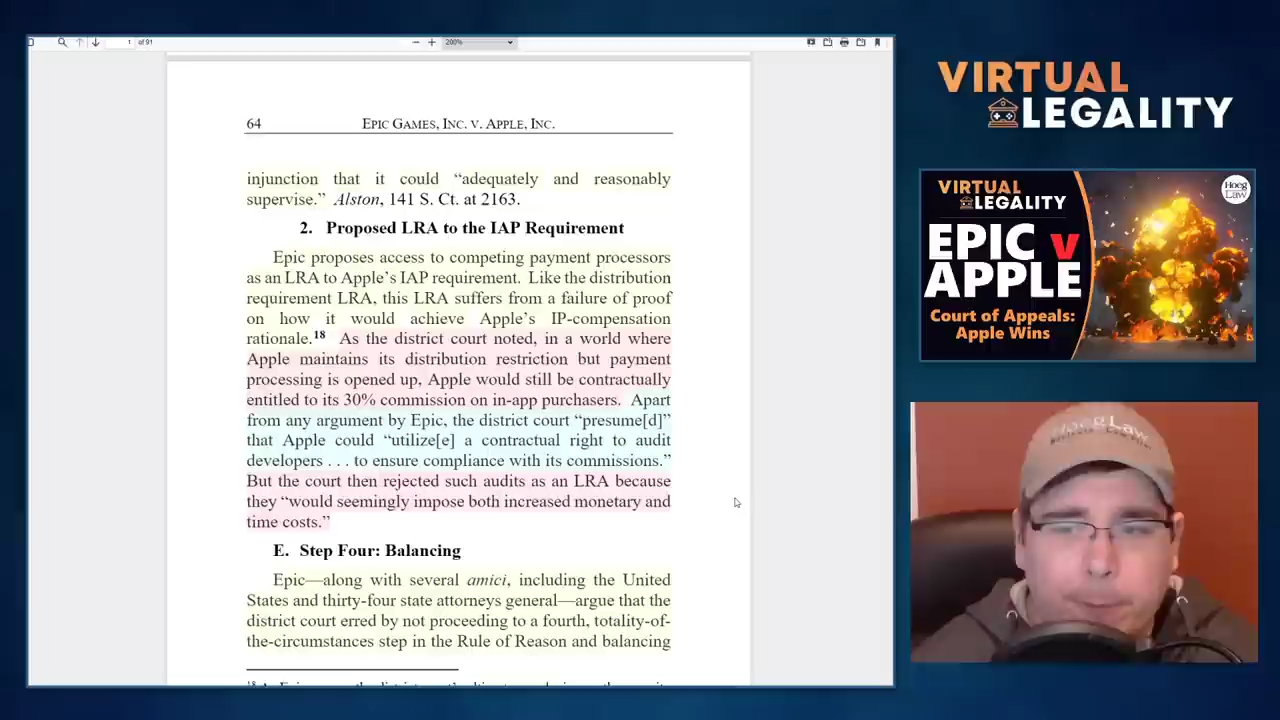 1 of 91
200%
64 EPIC GAMES, INC. V. APPLE, INC.
injunction that it could “adequately and reasonably
supervise.” Alston, 141 S. Ct. at 2163.
2. Proposed LRA to the IAP Requirement
Epic proposes access to competing payment processors
as an LRA to Apple’s IAP requirement. Like the distribution
requirement LRA, this LRA suffers from a failure of proof
on how it would achieve Apple’s IP-compensation
rationale.18 As the district court noted, in a world where
Apple maintains its distribution restriction but payment
processing is opened up, Apple would still be contractually
entitled to its 30% commission on in-app purchasers. Apart
from any argument by Epic, the district court “presume[d]”
that Apple could “utilize[e] a contractual right to audit
developers . . . to ensure compliance with its commissions.”
But the court then rejected such audits as an LRA because
they “would seemingly impose both increased monetary and
time costs.”
E. Step Four: Balancing
Epic—along with several amici, including the United
States and thirty-four state attorneys general—argue that the
district court erred by not proceeding to a fourth, totality-of-
the-circumstances step in the Rule of Reason and balancing
VIRTUAL
LEGALITY
VIRTUAL
LEGALITY
Hoeg
Law
EPIC v
APPLE
Court of Appeals:
Apple Wins
Hoeg Law